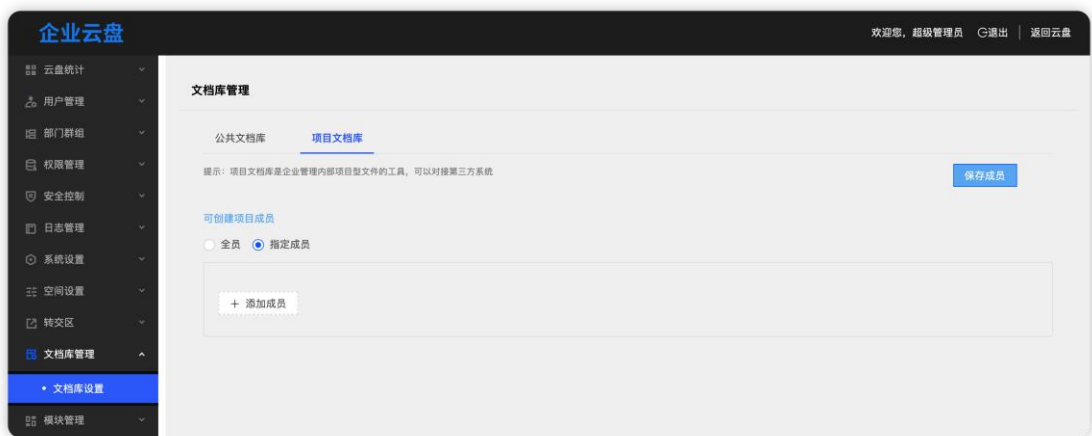 企业云盘
欢迎您，超级管理员 退出 | 返回云盘
云盘统计
用户管理
部门群组
权限管理
安全控制
日志管理
系统设置
空间设置
转交区
文档库管理
• 文档库设置
模块管理
文档库管理
公共文档库 项目文档库
提示：项目文档库是企业管理内部项目型文件的工具，可以对接第三方系统
保存成员
可创建项目成员
全员 指定成员
+ 添加成员